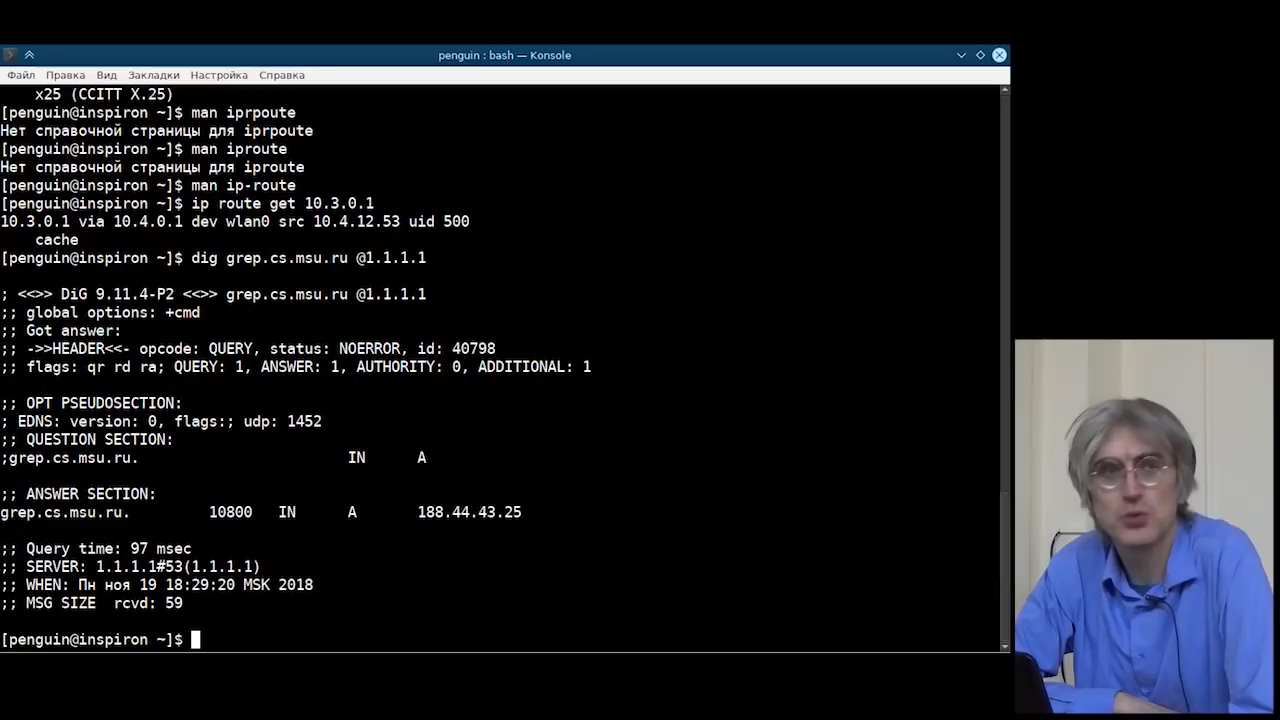 penguin : bash — Konsole
Файл Правка Вид Закладки Настройка Справка
x25 (CCITT X.25)
[penguin@inspiron ~]$ man iprpoute
Нет справочной страницы для iprpoute
[penguin@inspiron ~]$ man iproute
Нет справочной страницы для iproute
[penguin@inspiron ~]$ man ip-route
[penguin@inspiron ~]$ ip route get 10.3.0.1
10.3.0.1 via 10.4.0.1 dev wlan0 src 10.4.12.53 uid 500
cache
[penguin@inspiron ~]$ dig grep.cs.msu.ru @1.1.1.1
; <<>> DiG 9.11.4-P2 <<>> grep.cs.msu.ru @1.1.1.1
;; global options: +cmd
;; Got answer:
;; ->>HEADER<<- opcode: QUERY, status: NOERROR, id: 40798
;; flags: qr rd ra; QUERY: 1, ANSWER: 1, AUTHORITY: 0, ADDITIONAL: 1
;; OPT PSEUDOSECTION:
; EDNS: version: 0, flags:; udp: 1452
;; QUESTION SECTION:
;grep.cs.msu.ru. IN A
;; ANSWER SECTION:
grep.cs.msu.ru. 10800 IN A 188.44.43.25
;; Query time: 97 msec
;; SERVER: 1.1.1.1#53(1.1.1.1)
;; WHEN: Пн ноя 19 18:29:20 MSK 2018
;; MSG SIZE rcvd: 59
[penguin@inspiron ~]$